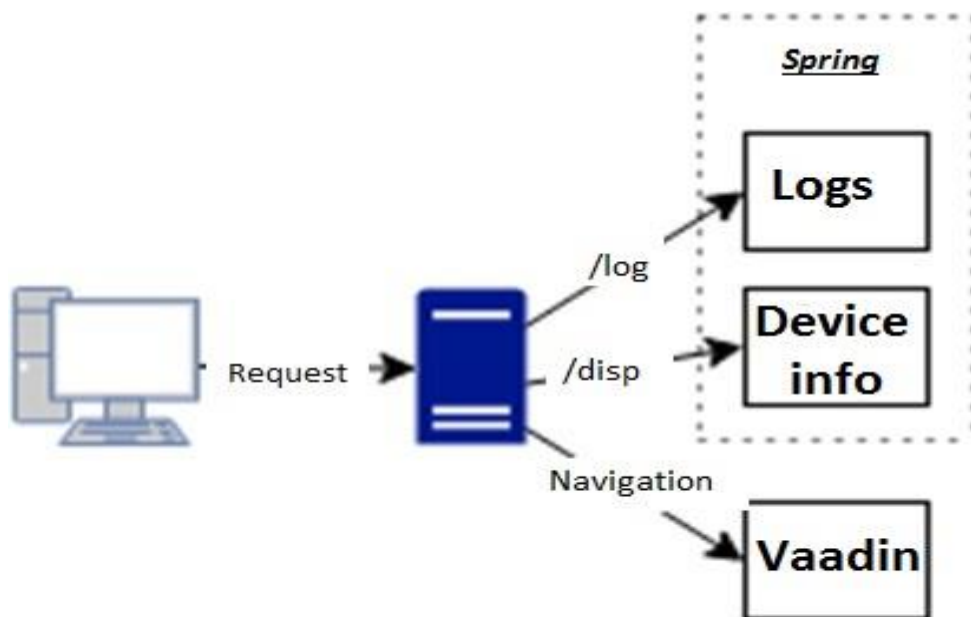 Spring
Logs
/log
Device
info
/disp
Request
Navigation
Vaadin